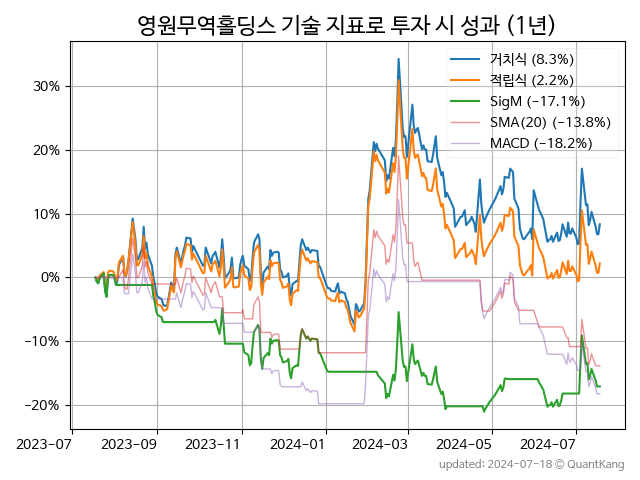 영원무역홀딩스 기술 지표로 투자 시 성과 (1년)
거치식 (8.3%)
적립식 (2.2%)
SigM (−17.1%)
SMA(20) (−13.8%)
MACD (−18.2%)
30%
20%
10%
0%
−10%
−20%
2023-07 2023-09 2023-11 2024-01 2024-03 2024-05 2024-07
updated: 2024-07-18 © QuantKang